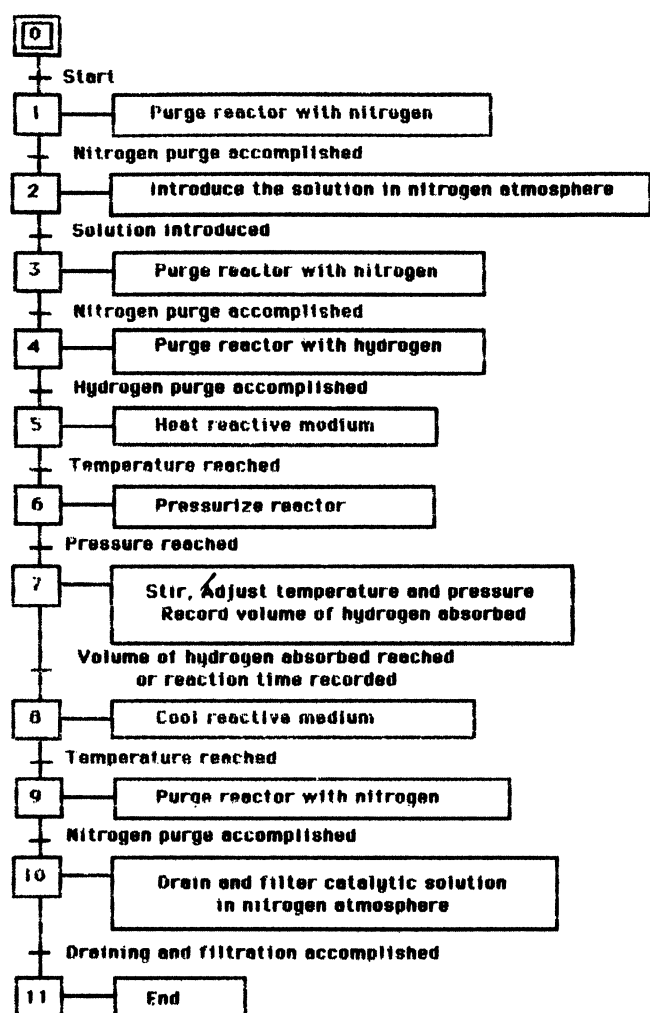 0
Start
1 Purge reactor with nitrogen
Nitrogen purge accomplished
2 Introduce the solution in nitrogen atmosphere
Solution introduced
3 Purge reactor with nitrogen
Nitrogen purge accomplished
4 Purge reactor with hydrogen
Hydrogen purge accomplished
5 Heat reactive modium
Temperature reached
6 Pressurize reactor
Pressure reached
7 Stir, Adjust temperature and pressure
Record volume of hydrogen absorbed
Volume of hydrogen absorbed reached
or reaction time recorded
8 Cool reactive medium
Temperature reached
9 Purge reactor with nitrogen
Nitrogen purge accomplished
10 Drain and filter catalytic solution
in nitrogen atmosphere
Draining and filtration accomplished
11 End